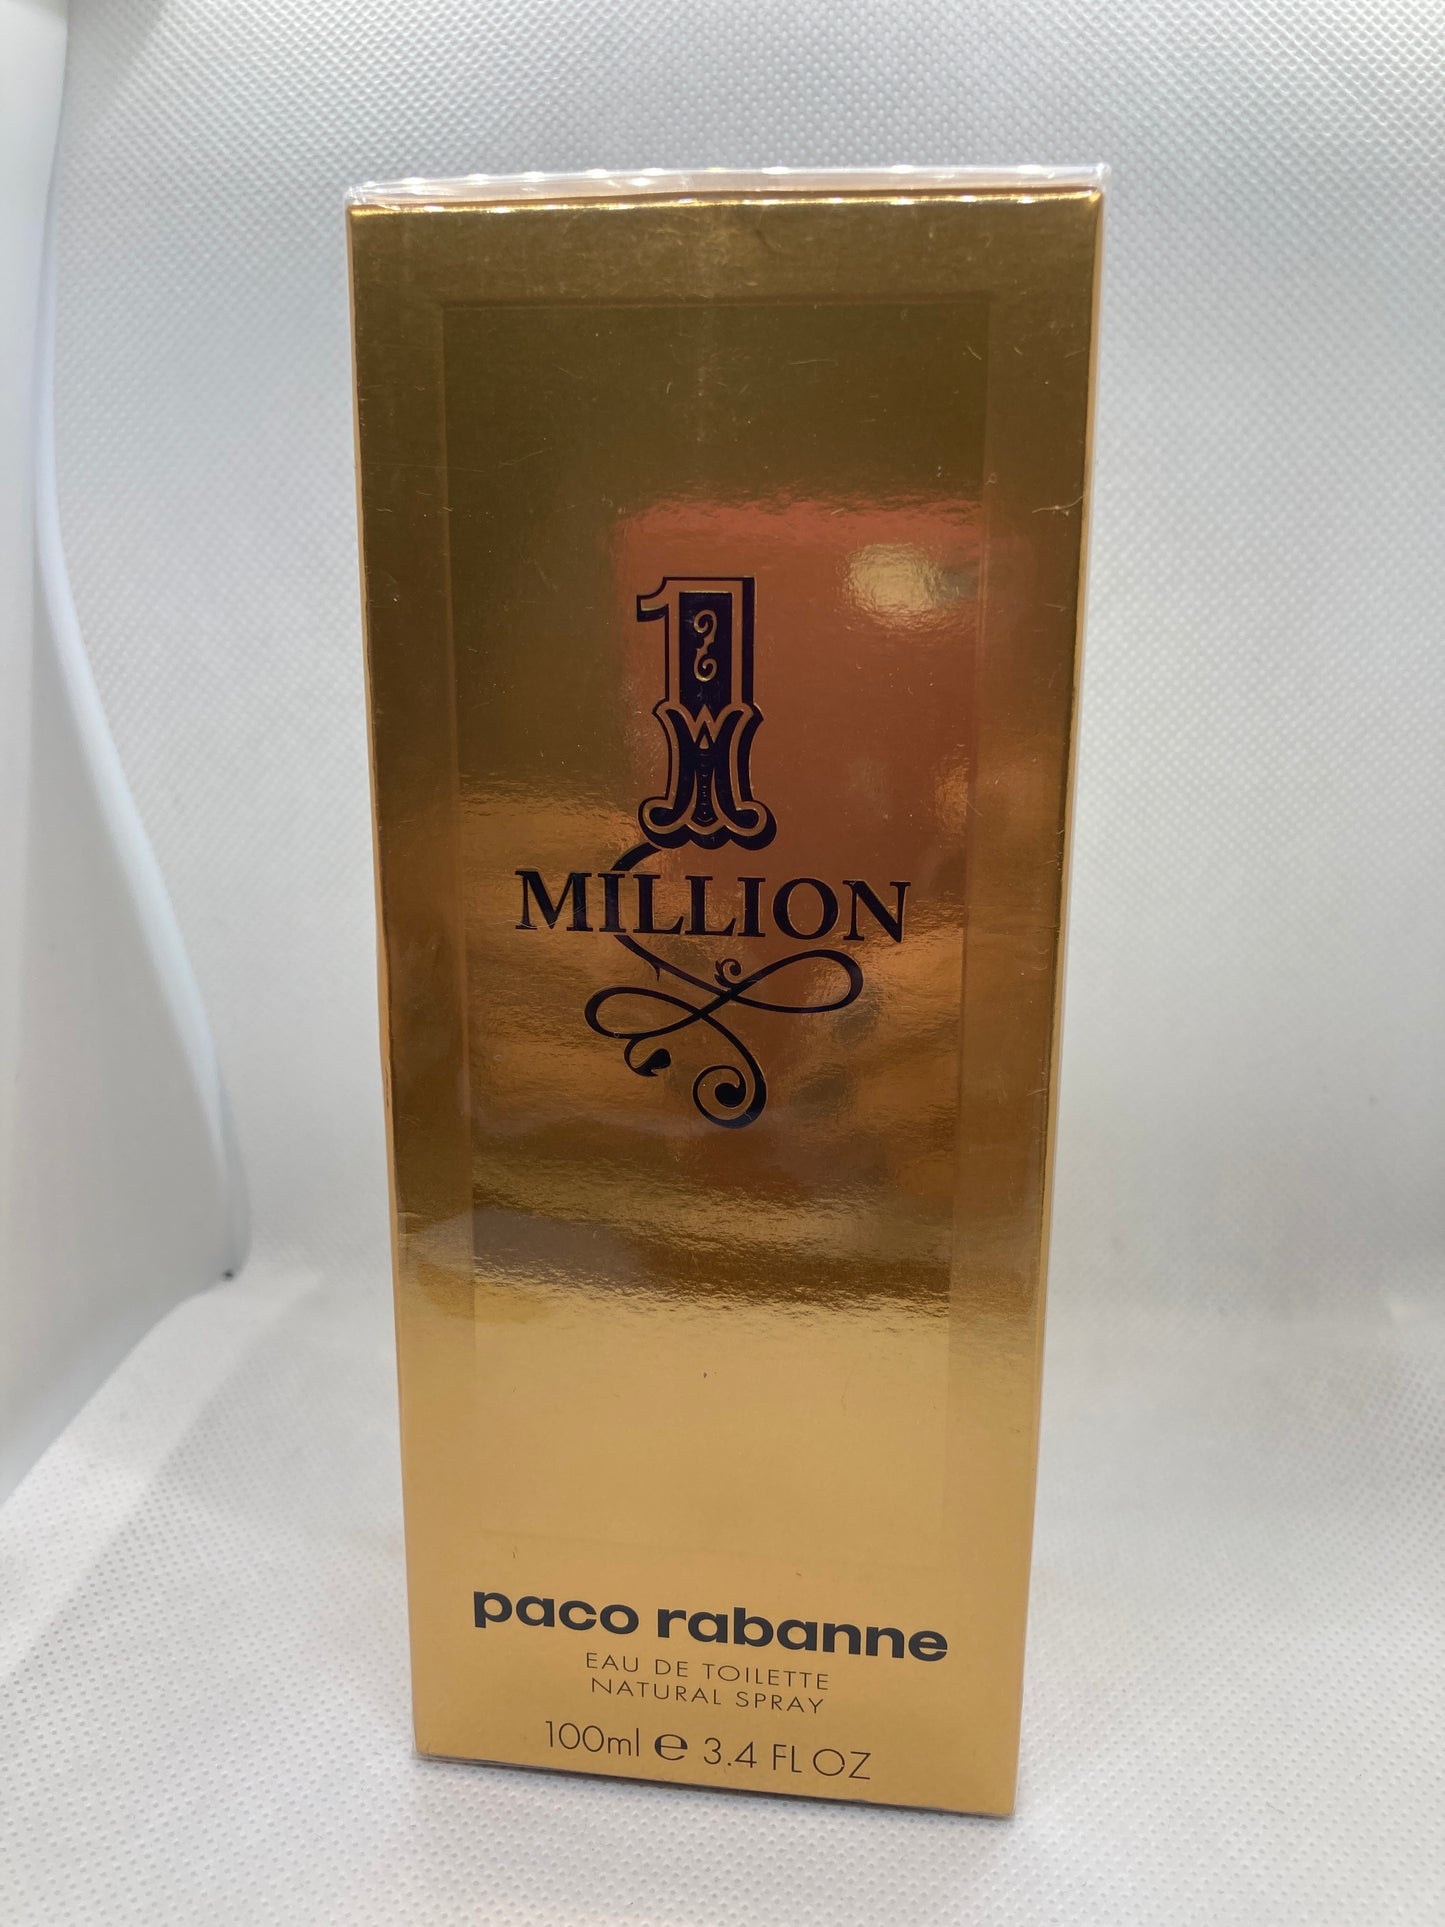 1
MILLION
paco rabanne
EAU DE TOILETTE
NATURAL SPRAY
100ml ℮ 3.4 FL OZ